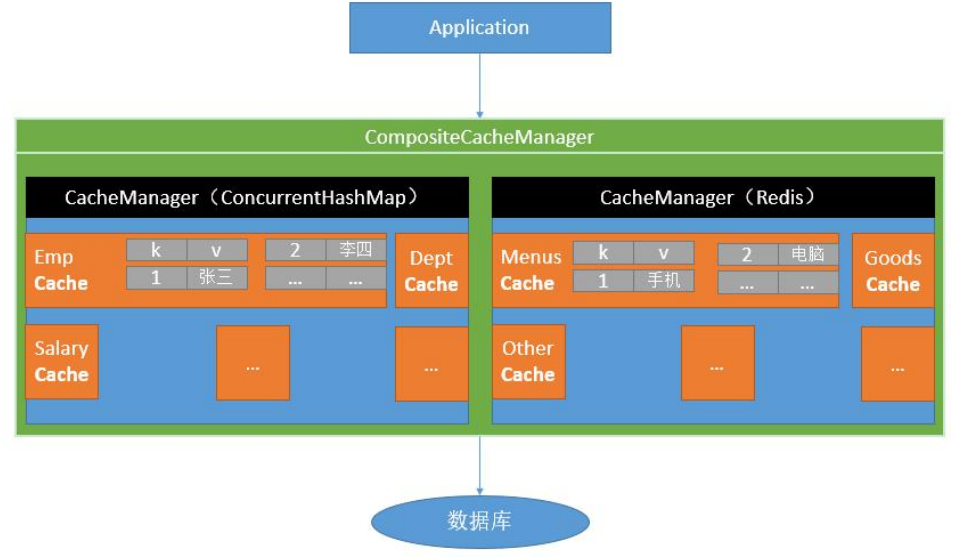 Application
CompositeCacheManager
CacheManager（ConcurrentHashMap）
Emp
Cache
k v
1 张三
2 李四
... ...
Dept
Cache
Salary
Cache
...
...
CacheManager（Redis）
Menus
Cache
k v
1 手机
2 电脑
... ...
Goods
Cache
Other
Cache
...
...
数据库